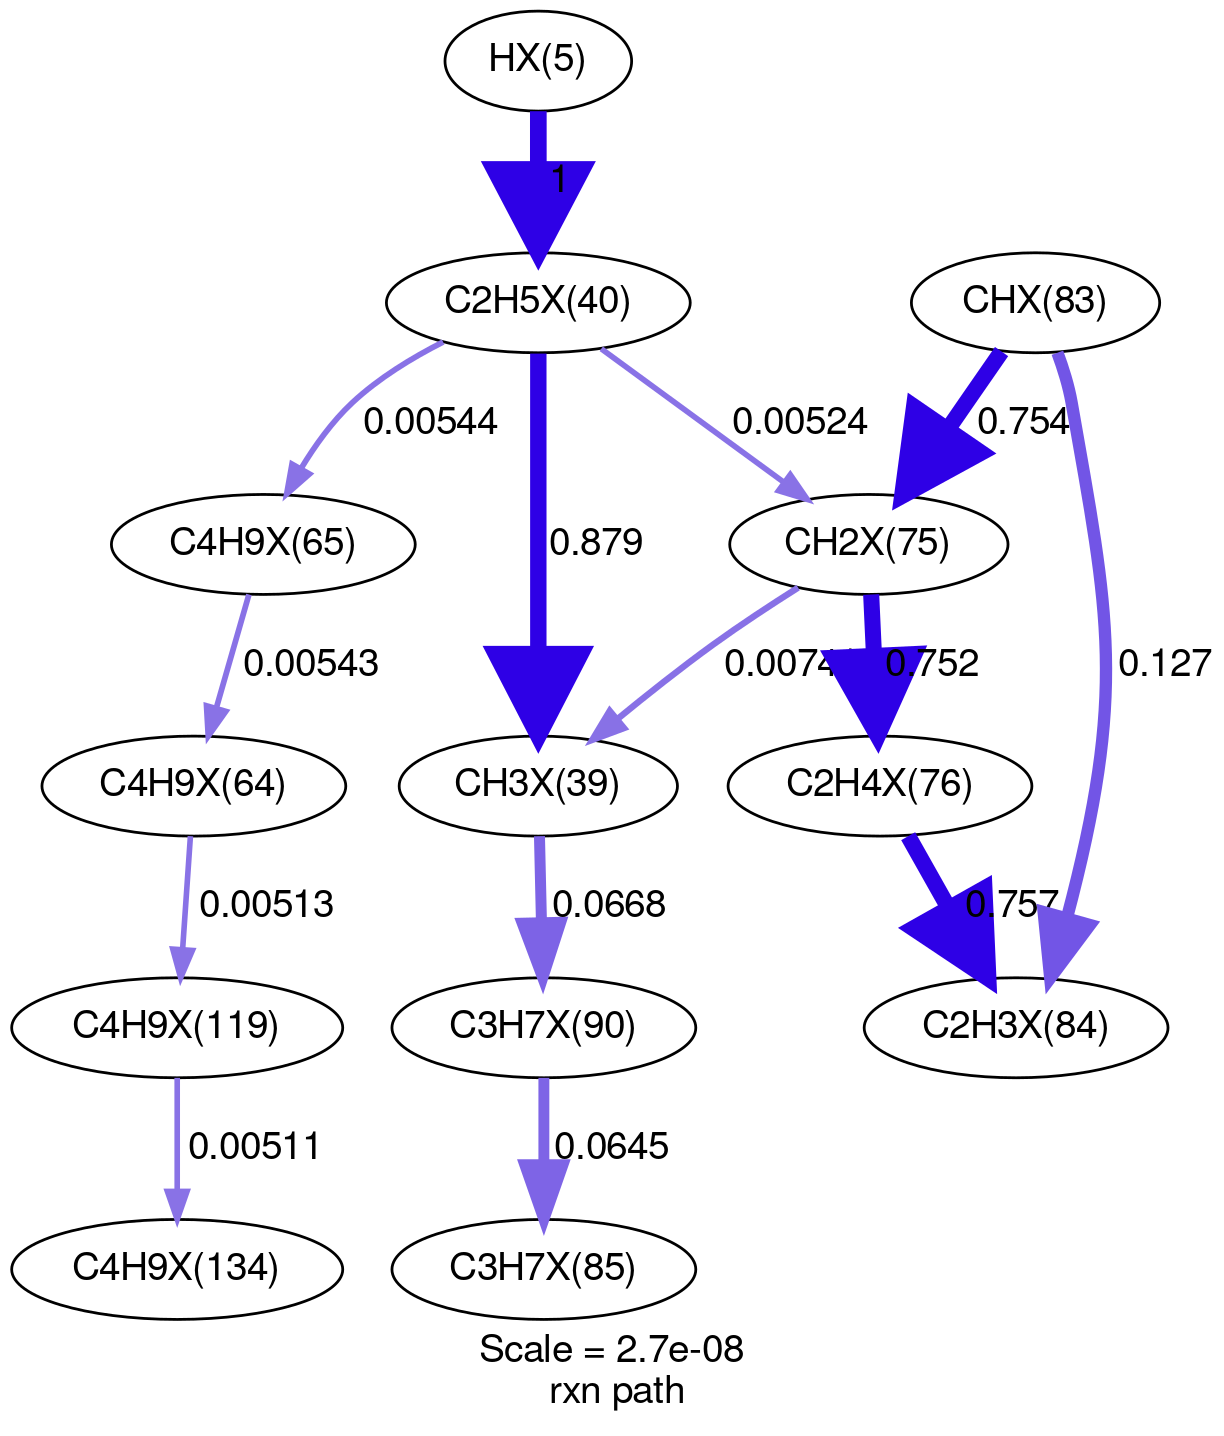 HX(5)
1
C2H5X(40)
CHX(83)
0.00544
0.00524
0.754
C4H9X(65)
0.879
CH2X(75)
0.00543
0.752
0.127
C4H9X(64)
CH3X(39)
C2H4X(76)
0.00513
0.0668
0.757
C4H9X(119)
C3H7X(90)
C2H3X(84)
0.00511
0.0645
C4H9X(134)
C3H7X(85)
Scale = 2.7e-08
rxn path